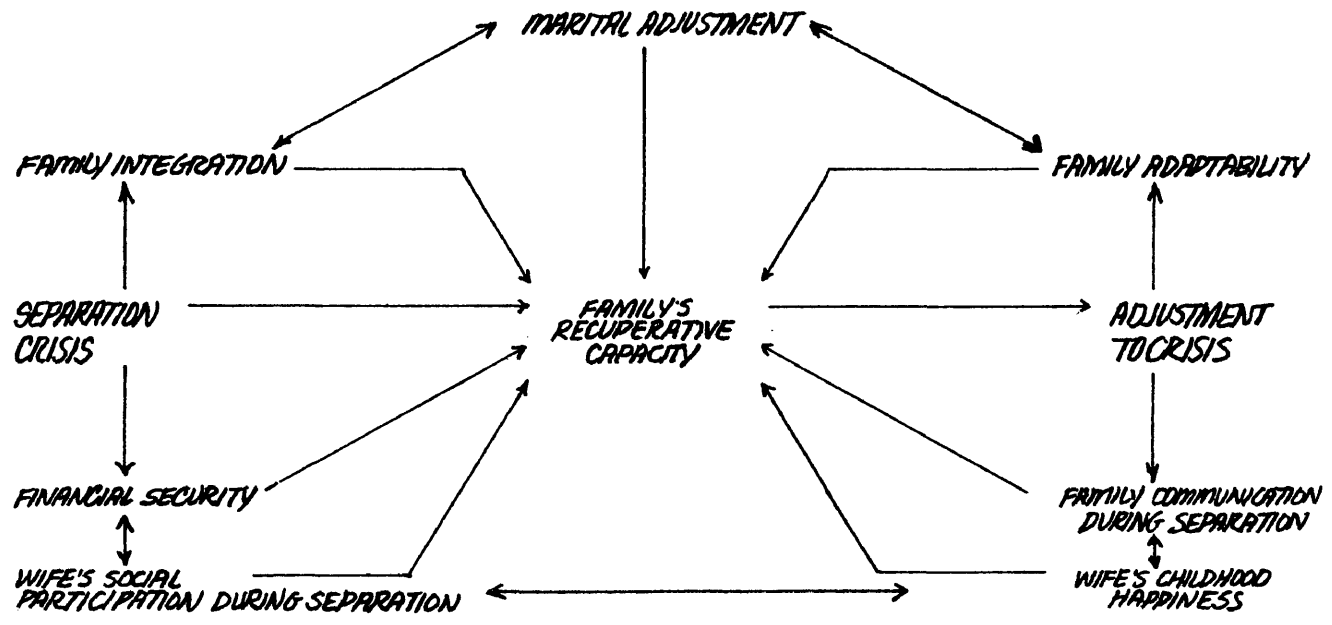 MARITAL ADJUSTMENT
FAMILY INTEGRATION
FAMILY ADAPTABILITY
SEPARATION
CRISIS
FAMILY'S
RECUPERATIVE
CAPACITY
ADJUSTMENT
TO CRISIS
FINANCIAL SECURITY
FAMILY COMMUNICATION
DURING SEPARATION
WIFE'S SOCIAL
PARTICIPATION DURING SEPARATION
WIFE'S CHILDHOOD
HAPPINESS